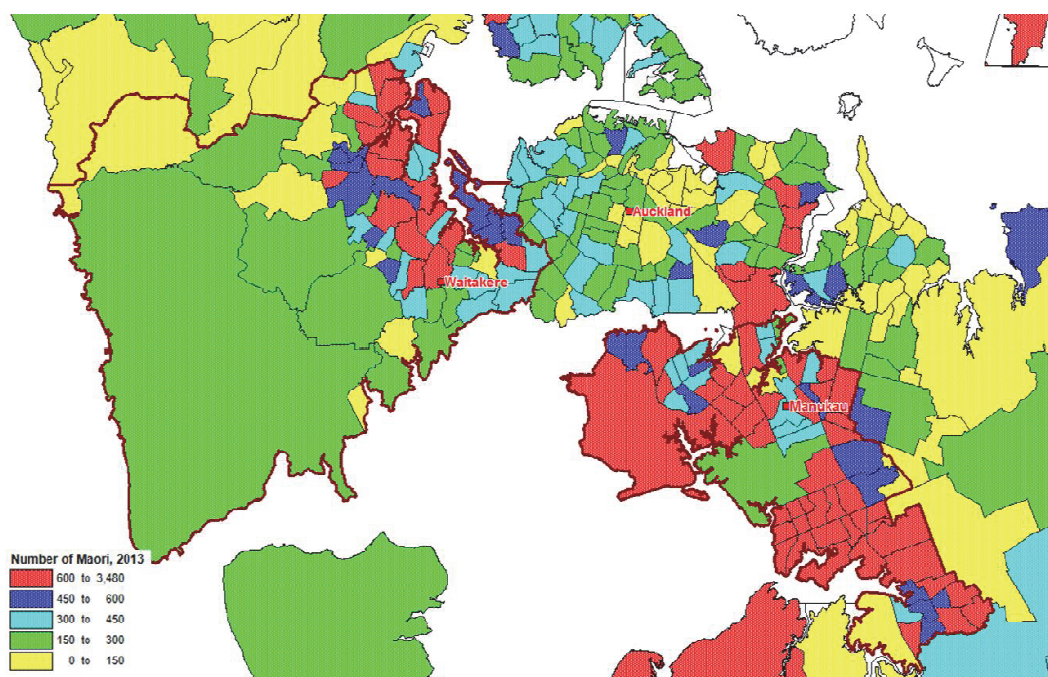 Auckland
Waitakere
Manukau
Number of Maori, 2013
600 to 3,480
450 to 600
300 to 450
150 to 300
0 to 150